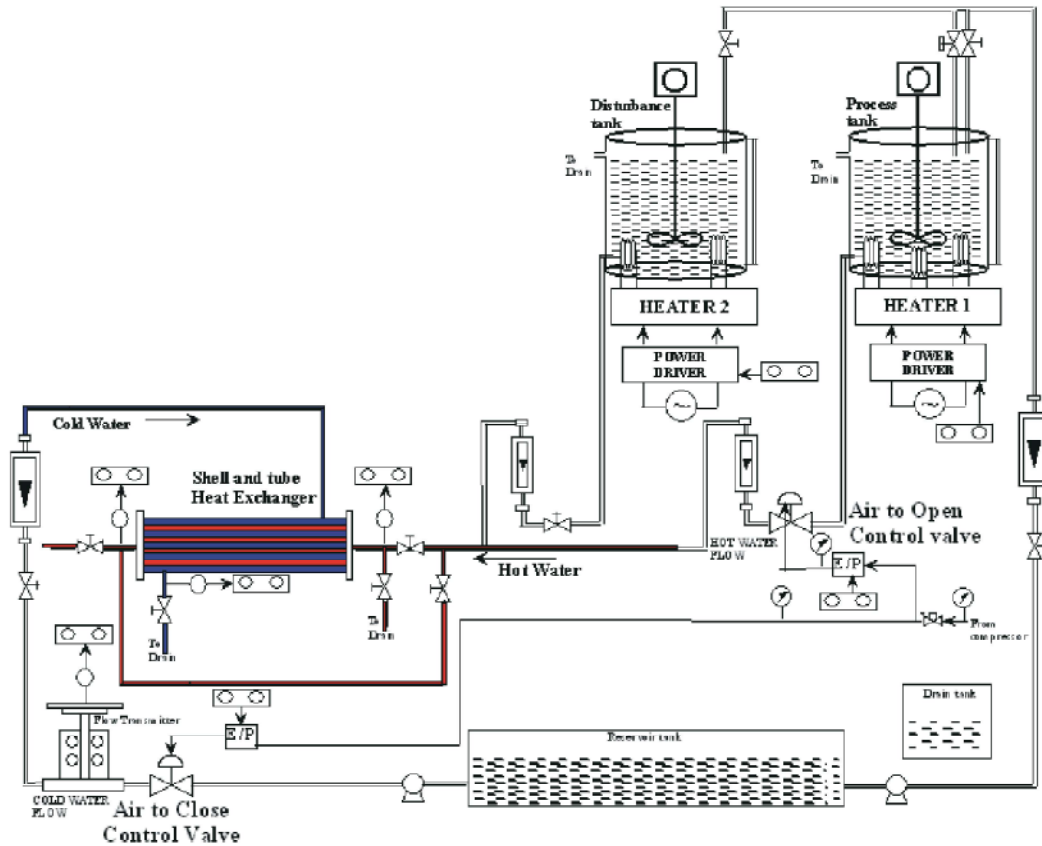 Disturbance
tank
Process
tank
To
Drain
To
Drain
HEATER 2
HEATER 1
POWER
DRIVER
POWER
DRIVER
Cold Water
Shell and tube
Heat Exchanger
Air to Open
Control valve
HOT WATER
FLOW
Hot Water
E/P
To
Drain
To
Drain
From
compressor
Flow Transmitter
E/P
Reservoir tank
Drain tank
COLD WATER
FLOW
Air to Close
Control Valve